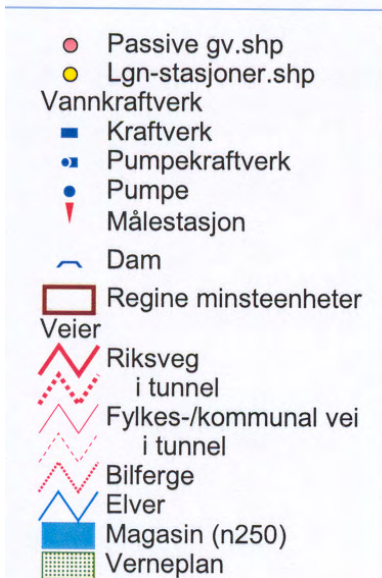 Passive gv.shp
Lgn-stasjoner.shp
Vannkraftverk
Kraftverk
Pumpekraftverk
Pumpe
Målestasjon
Dam
Regine minsteenheter
Veier
Riksveg
i tunnel
Fylkes-/kommunal vei
i tunnel
Bilferge
Elver
Magasin (n250)
Verneplan